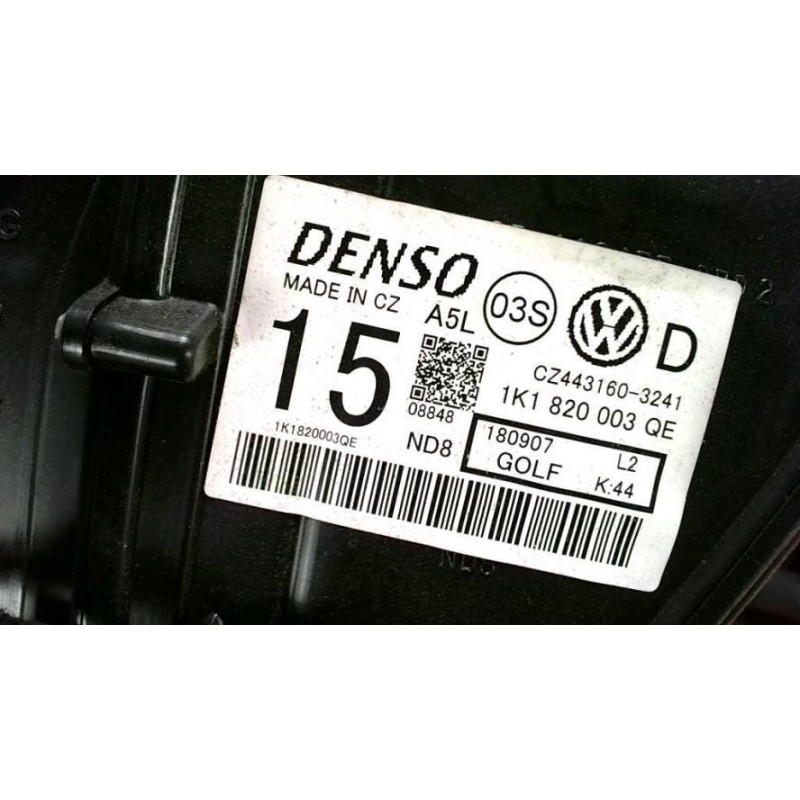 DENSO
MADE IN CZ
A5L
03S
D
15
08848
CZ443160-3241
1K1 820 003 QE
1K1820003QE
ND8
180907 L2
GOLF K:44